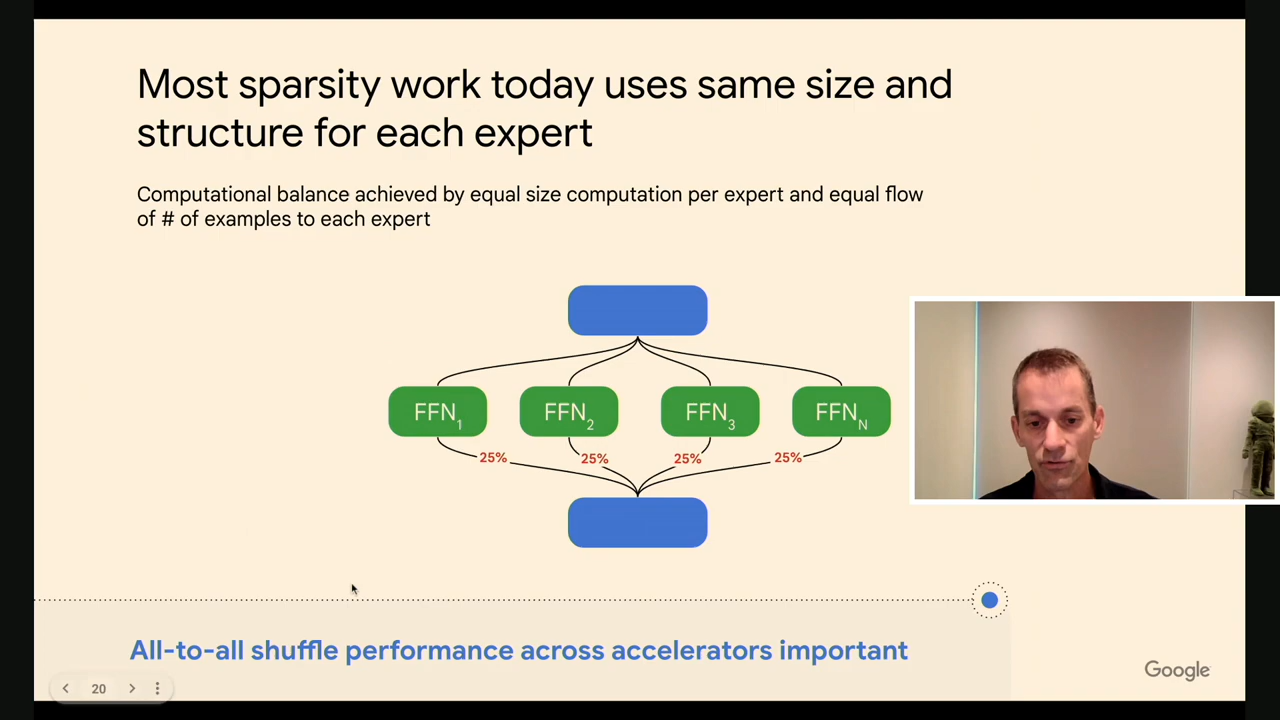 Most sparsity work today uses same size and
structure for each expert
Computational balance achieved by equal size computation per expert and equal flow
of # of examples to each expert
FFN1 FFN2 FFN3 FFNN
25% 25% 25% 25%
All-to-all shuffle performance across accelerators important
20
Google